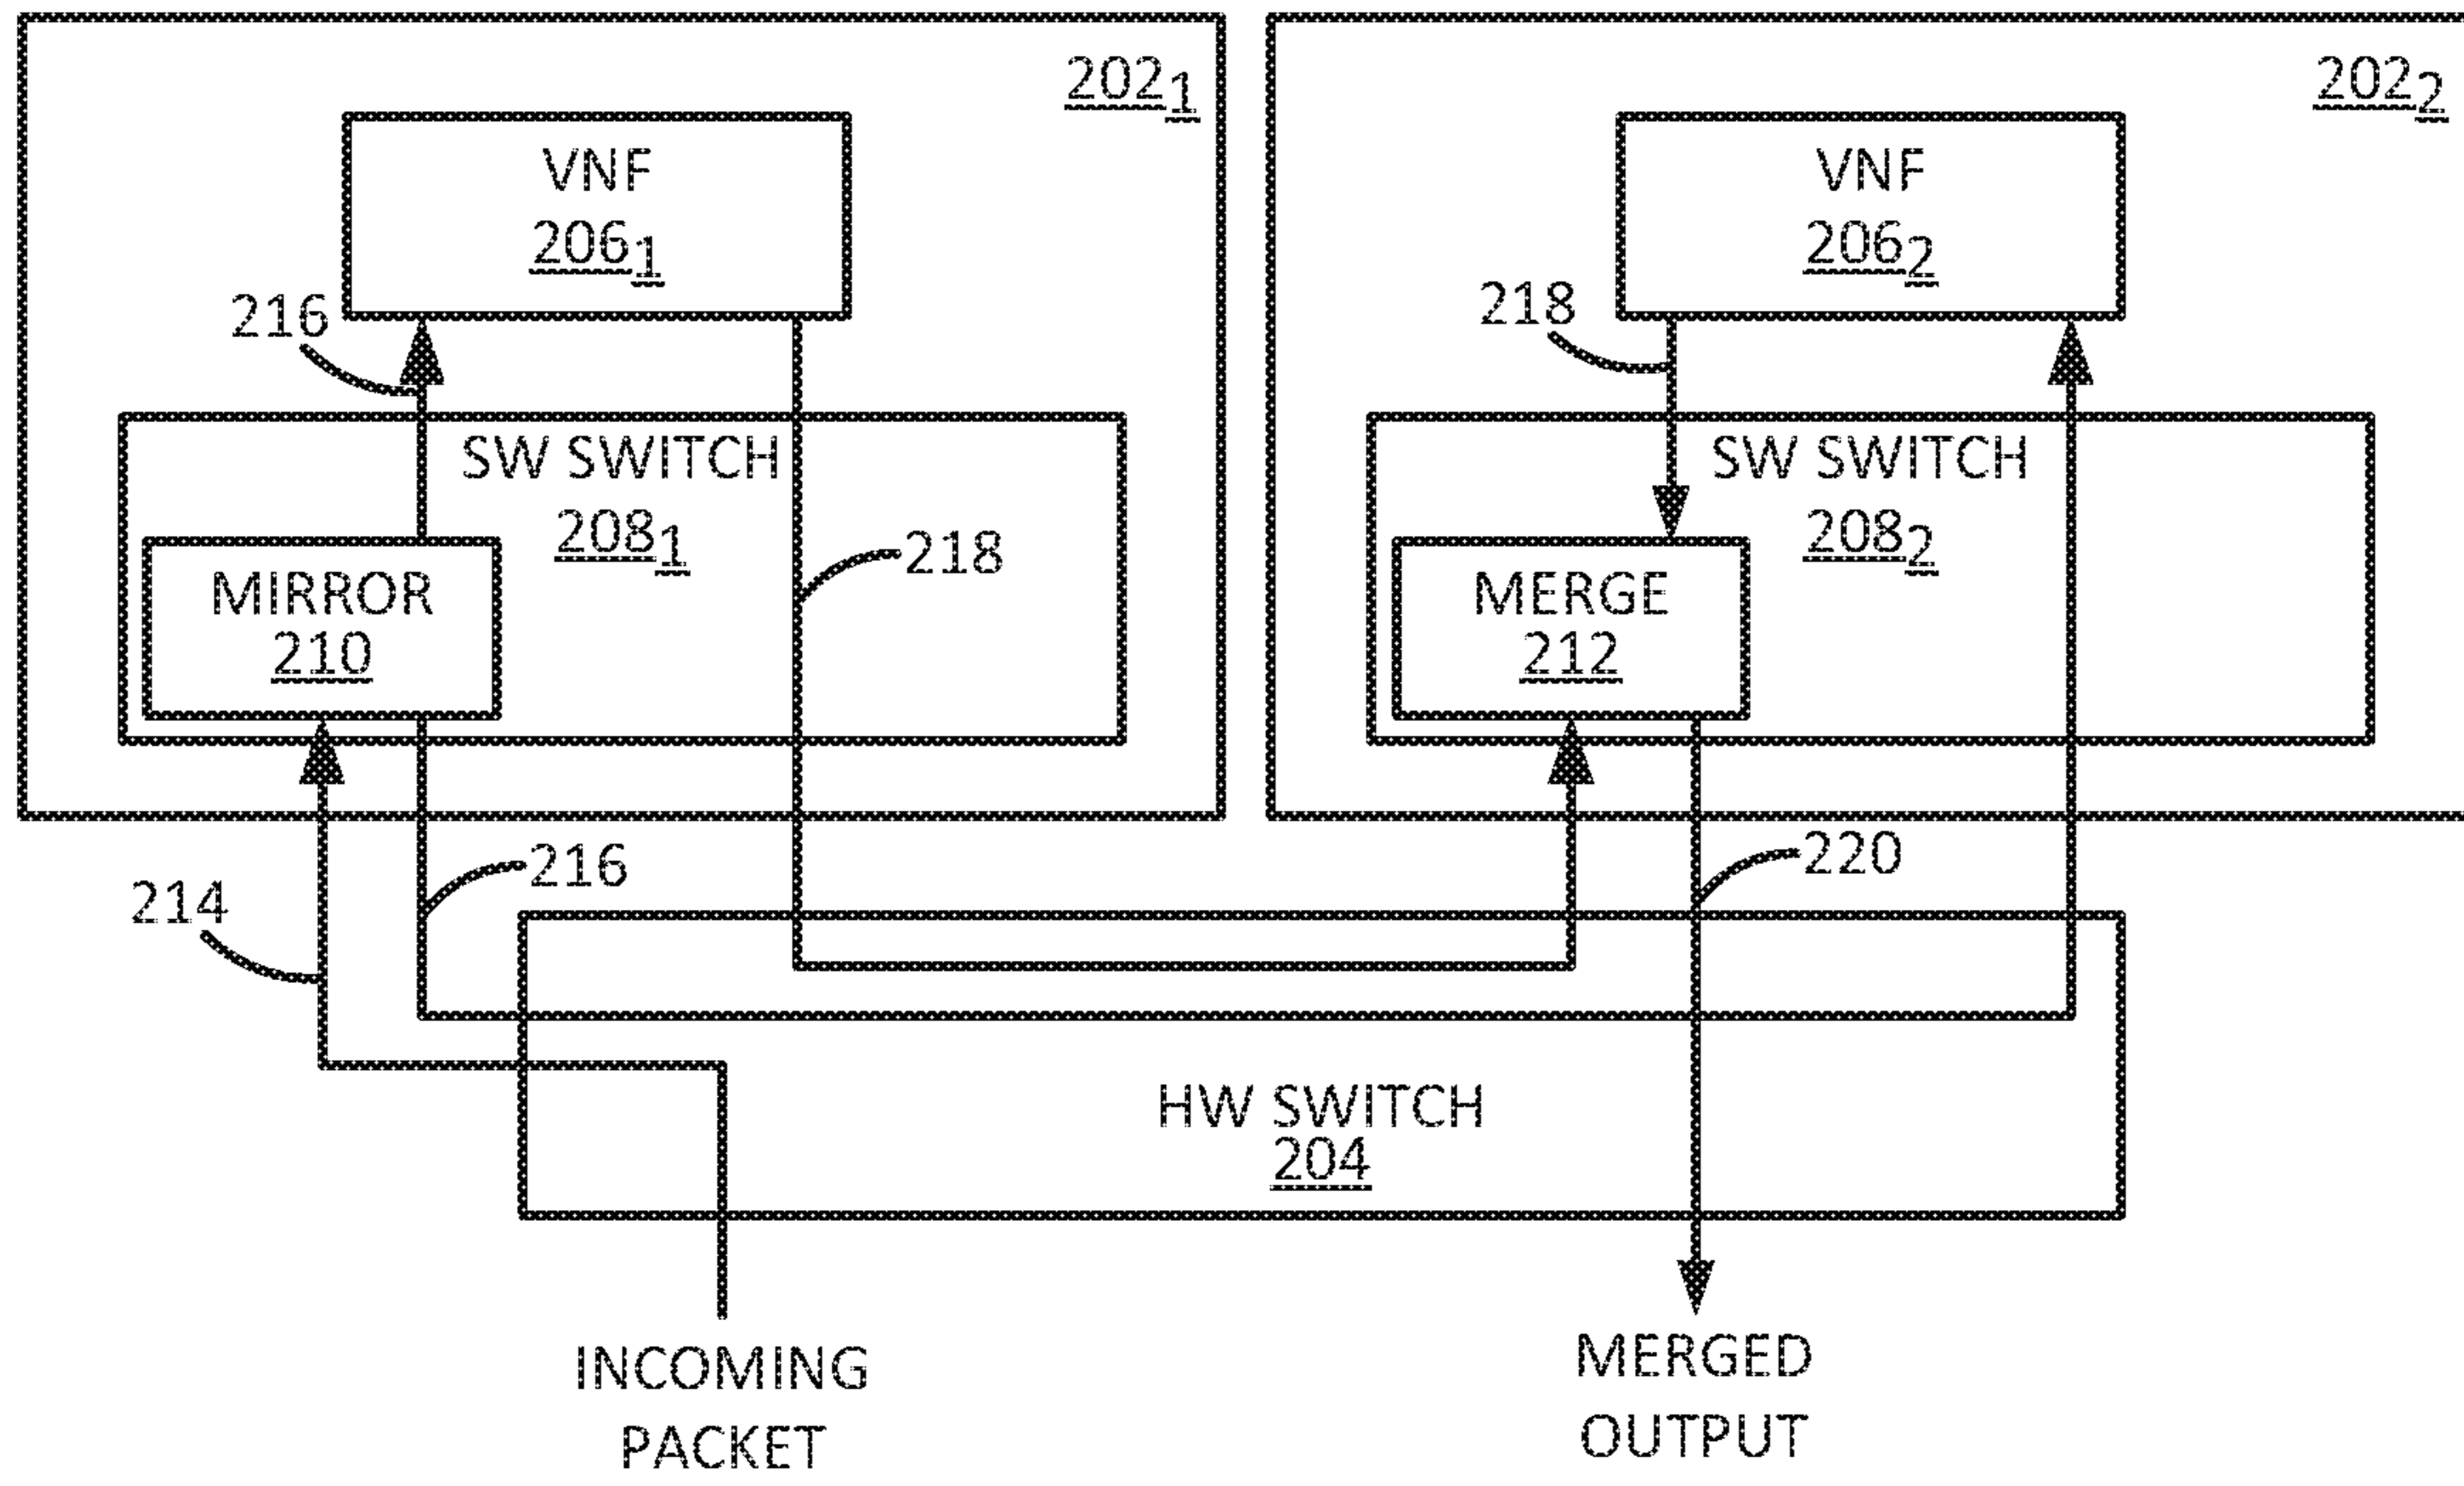 202₁
VNF
206₁
216
SW SWITCH
208₁
MIRROR
210
218
202₂
VNF
206₂
218
SW SWITCH
208₂
MERGE
212
214
216
220
HW SWITCH
204
INCOMING
PACKET
MERGED
OUTPUT